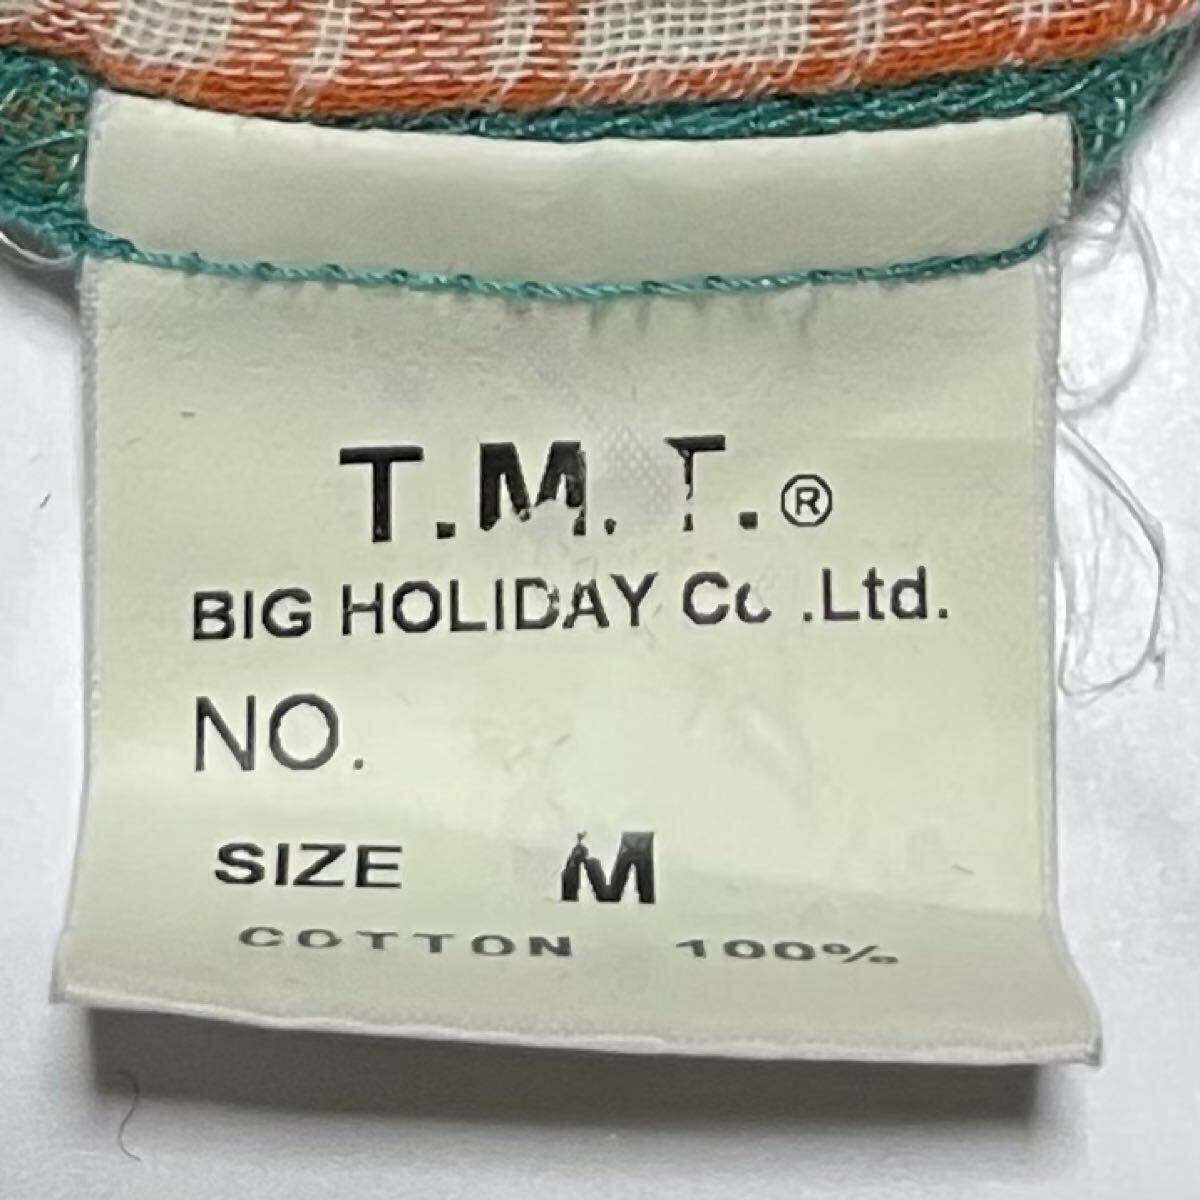 T.M.T.®
BIG HOLIDAY Co.Ltd.
NO.
SIZE M
COTTON 100%